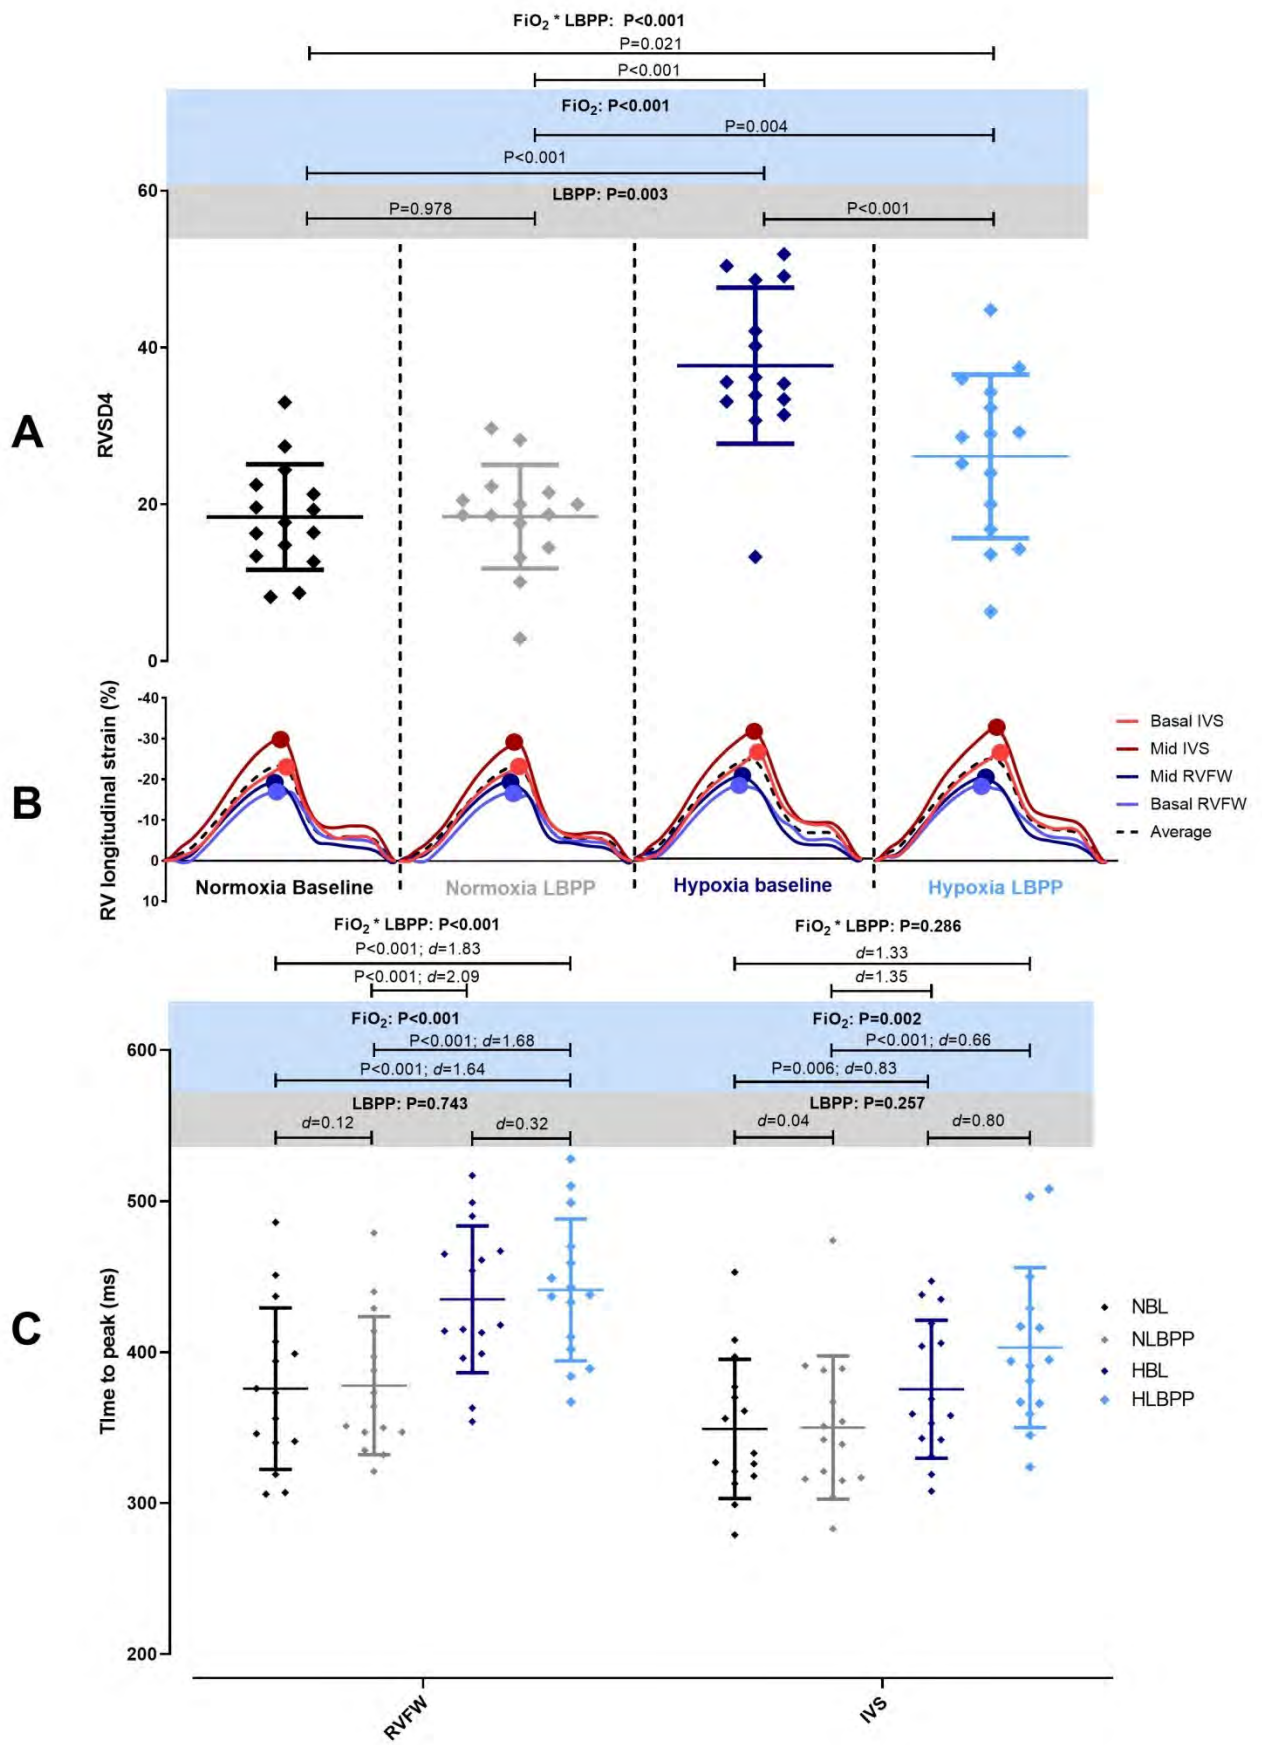 FiO2 * LBPP: P<0.001
P=0.021
P<0.001
FiO2: P<0.001
P=0.004
P<0.001
LBPP: P=0.003
P=0.978
P<0.001
60
40
20
0
RVSD4
A
RV longitudinal strain (%)
-40
-30
-20
-10
0
10
B
Basal IVS
Mid IVS
Mid RVFW
Basal RVFW
Average
Normoxia Baseline
Normoxia LBPP
Hypoxia baseline
Hypoxia LBPP
FiO2 * LBPP: P<0.001
P<0.001; d=1.83
P<0.001; d=2.09
FiO2: P<0.001
P<0.001; d=1.68
P<0.001; d=1.64
LBPP: P=0.743
d=0.12
d=0.32
FiO2 * LBPP: P=0.286
d=1.33
d=1.35
FiO2: P=0.002
P<0.001; d=0.66
P=0.006; d=0.83
LBPP: P=0.257
d=0.04
d=0.80
600
500
400
300
200
TIme to peak (ms)
C
NBL
NLBPP
HBL
HLBPP
RVFW
IVS